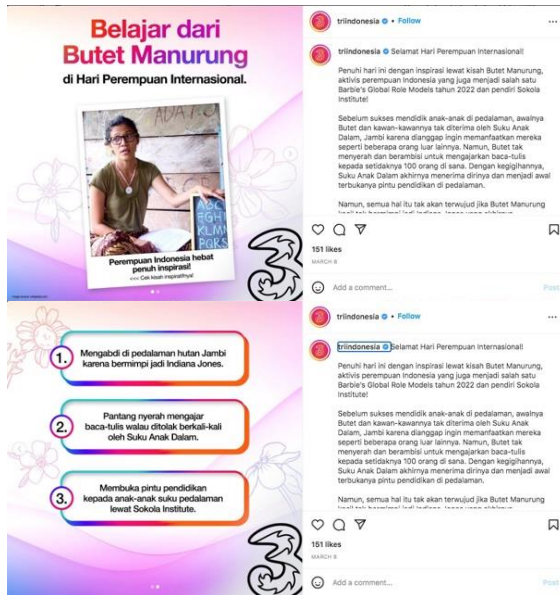 Belajar dari
Butet Manurung
di Hari Perempuan Internasional.
ABC
EFGH
KLMN
PQRS
Perempuan Indonesia hebat
penuh inspirasi!
<<< Cek kisah inspiratifnya!
triindonesia • Follow
triindonesia Selamat Hari Perempuan Internasional!
Penuhi hari ini dengan inspirasi lewat kisah Butet Manurung,
aktivis perempuan Indonesia yang juga menjadi salah satu
Barbie's Global Role Models tahun 2022 dan pendiri Sokola
Institute!
Sebelum sukses mendidik anak-anak di pedalaman, awalnya
Butet dan kawan-kawannya tak diterima oleh Suku Anak
Dalam, Jambi karena dianggap ingin memanfaatkan mereka
seperti beberapa orang luar lainnya. Namun, Butet tak
menyerah dan berambisi untuk mengajarkan baca-tulis
kepada setidaknya 100 orang di sana. Dengan kegigihannya,
Suku Anak Dalam akhirnya menerima dirinya dan menjadi awal
terbukanya pintu pendidikan di pedalaman.
Namun, semua hal itu tak akan terwujud jika Butet Manurung
151 likes
MARCH 8
Add a comment...
Post
1.
Mengabdi di pedalaman hutan Jambi
karena bermimpi jadi Indiana Jones.
2.
Pantang nyerah mengajar
baca-tulis walau ditolak berkali-kali
oleh Suku Anak Dalam.
3.
Membuka pintu pendidikan
kepada anak-anak suku pedalaman
lewat Sokola Institute.
triindonesia • Follow
triindonesia Selamat Hari Perempuan Internasional!
Penuhi hari ini dengan inspirasi lewat kisah Butet Manurung,
aktivis perempuan Indonesia yang juga menjadi salah satu
Barbie's Global Role Models tahun 2022 dan pendiri Sokola
Institute!
Sebelum sukses mendidik anak-anak di pedalaman, awalnya
Butet dan kawan-kawannya tak diterima oleh Suku Anak
Dalam, Jambi karena dianggap ingin memanfaatkan mereka
seperti beberapa orang luar lainnya. Namun, Butet tak
menyerah dan berambisi untuk mengajarkan baca-tulis
kepada setidaknya 100 orang di sana. Dengan kegigihannya,
Suku Anak Dalam akhirnya menerima dirinya dan menjadi awal
terbukanya pintu pendidikan di pedalaman.
Namun, semua hal itu tak akan terwujud jika Butet Manurung
151 likes
MARCH 8
Add a comment...
Post